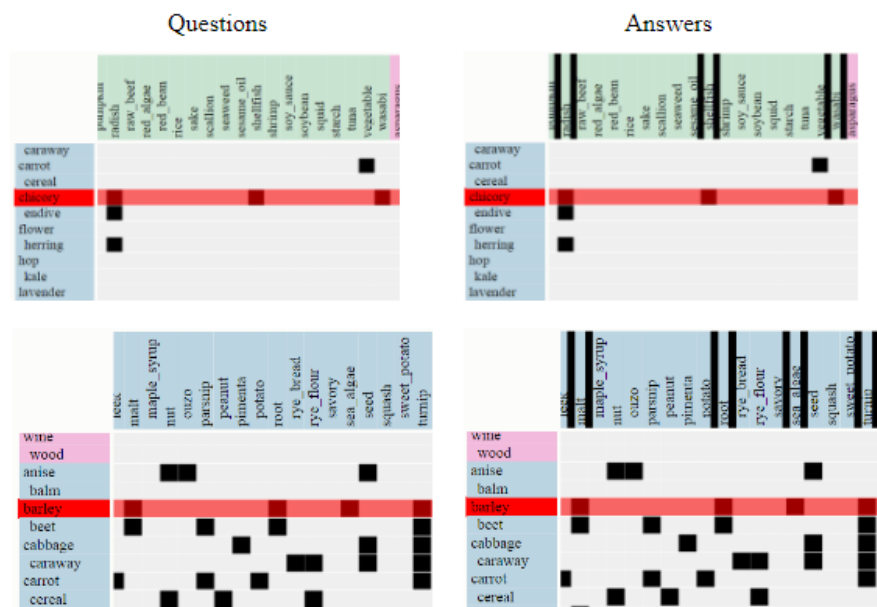 Questions
Answers
radish
raw_beef
red_algae
red_bean
rice
sake
scallion
seaweed
sesame_oil
shellfish
shrimp
soy_sauce
soybean
squid
starch
tuna
vegetable
wasabi
asparagus
caraway
carrot
cereal
chicory
endive
flower
herring
hop
kale
lavender
radish
raw_beef
red_algae
red_bean
rice
sake
scallion
seaweed
sesame_oil
shellfish
shrimp
soy_sauce
soybean
squid
starch
tuna
vegetable
wasabi
asparagus
caraway
carrot
cereal
chicory
endive
flower
herring
hop
kale
lavender
leek
malt
maple_syrup
nut
ouzo
parsnip
peanut
pimenta
potato
root
rye_bread
rye_flour
savory
sea_algae
seed
squash
sweet_potato
turnip
wine
wood
anise
balm
barley
beet
cabbage
caraway
carrot
cereal
leek
malt
maple_syrup
nut
ouzo
parsnip
peanut
pimenta
potato
root
rye_bread
rye_flour
savory
sea_algae
seed
squash
sweet_potato
turnip
wine
wood
anise
balm
barley
beet
cabbage
caraway
carrot
cereal